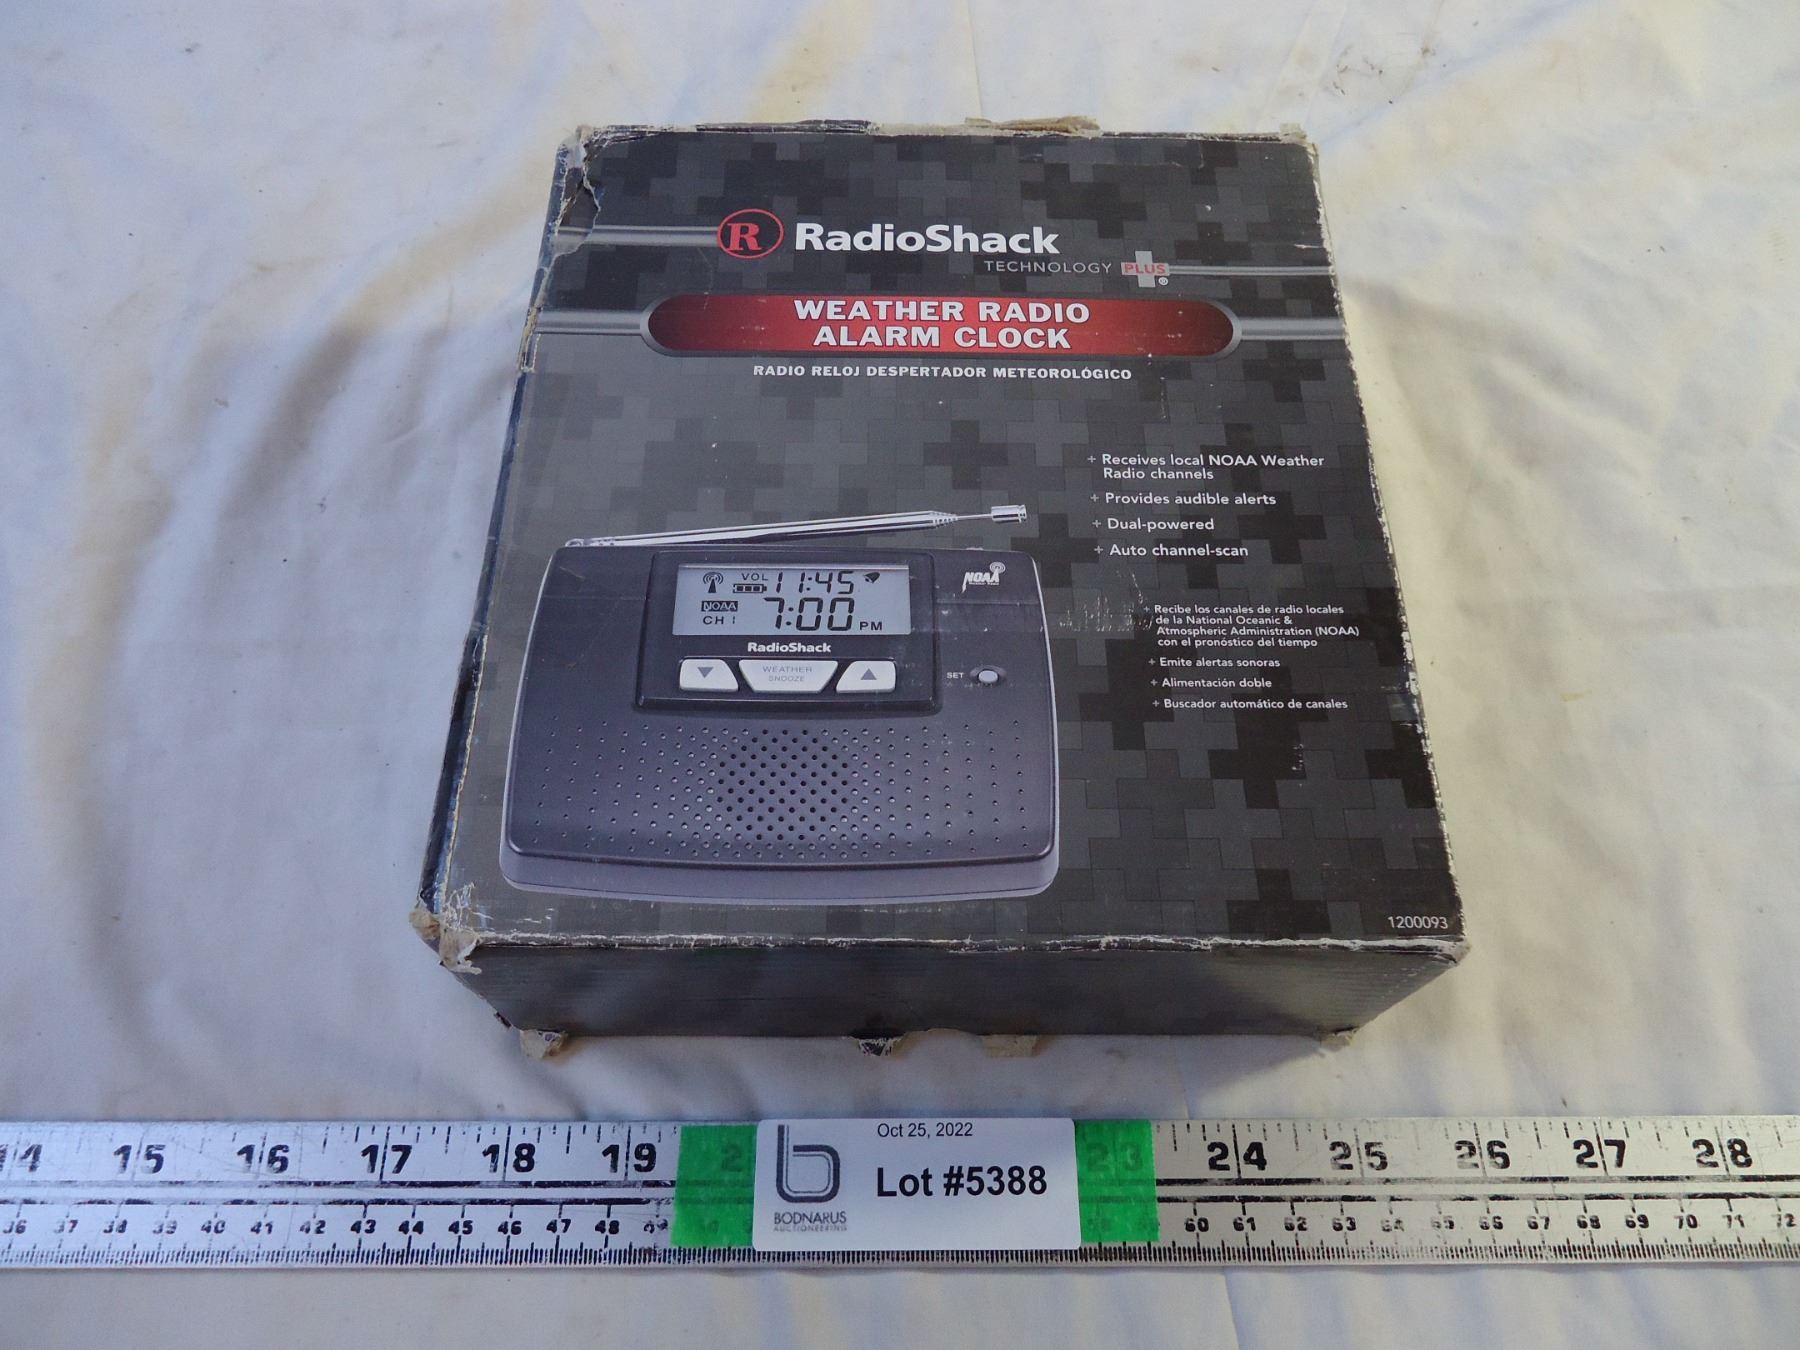 R RadioShack
TECHNOLOGY PLUS®
WEATHER RADIO
ALARM CLOCK
RADIO RELOJ DESPERTADOR METEOROLÓGICO
+ Receives local NOAA Weather
Radio channels
+ Provides audible alerts
+ Dual-powered
+ Auto channel-scan
+ Recibe los canales de radio locales
de la National Oceanic &
Atmospheric Administration (NOAA)
con el pronóstico del tiempo
+ Emite alertas sonoras
+ Alimentación doble
+ Buscador automático de canales
VOL 11:45
NOAA
CH 1 7:00 PM
NOAA
RadioShack
WEATHER
SNOOZE
SET
1200093
14 15 16 17 18 19 2 23 24 25 26 27 28
Oct 25, 2022
Lot #5388
b
BODNARUS
AUCTIONEERING
36 37 38 39 40 41 42 43 44 45 46 47 48 49 60 61 62 63 64 65 66 67 68 69 70 71 72